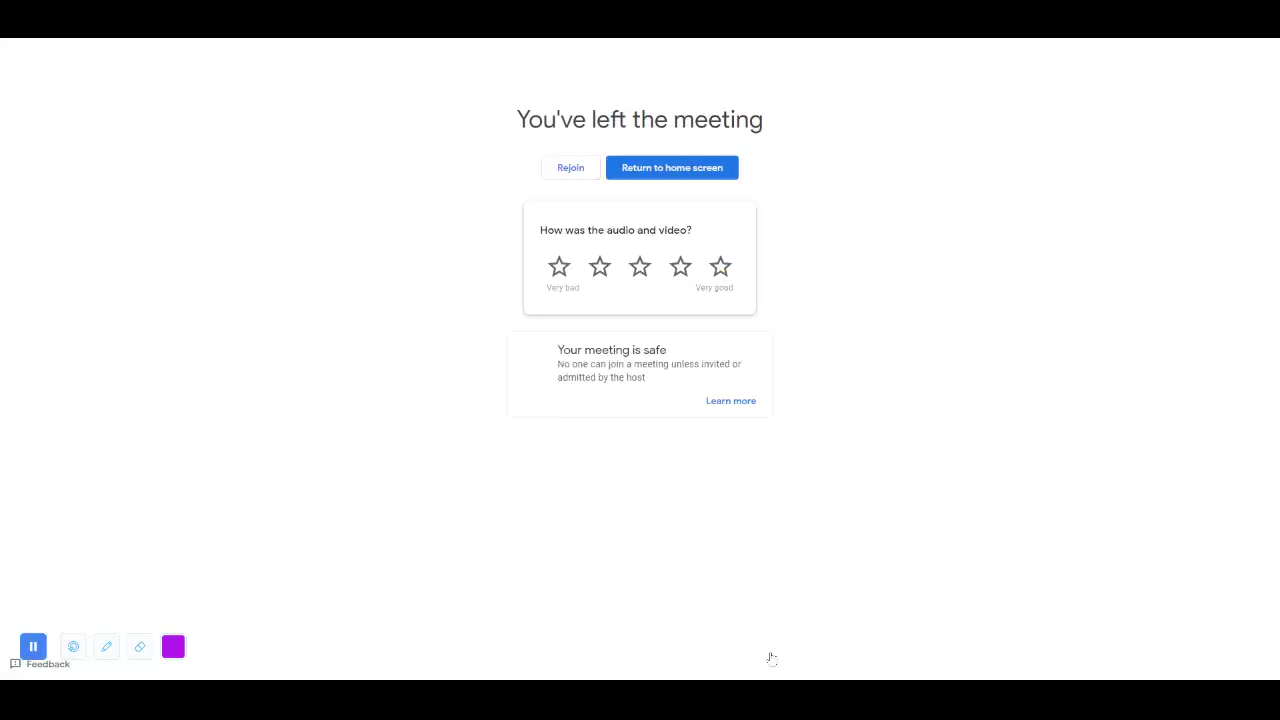 You've left the meeting
Rejoin
Return to home screen
How was the audio and video?
Very bad
Very good
Your meeting is safe
No one can join a meeting unless invited or
admitted by the host
Learn more
Feedback